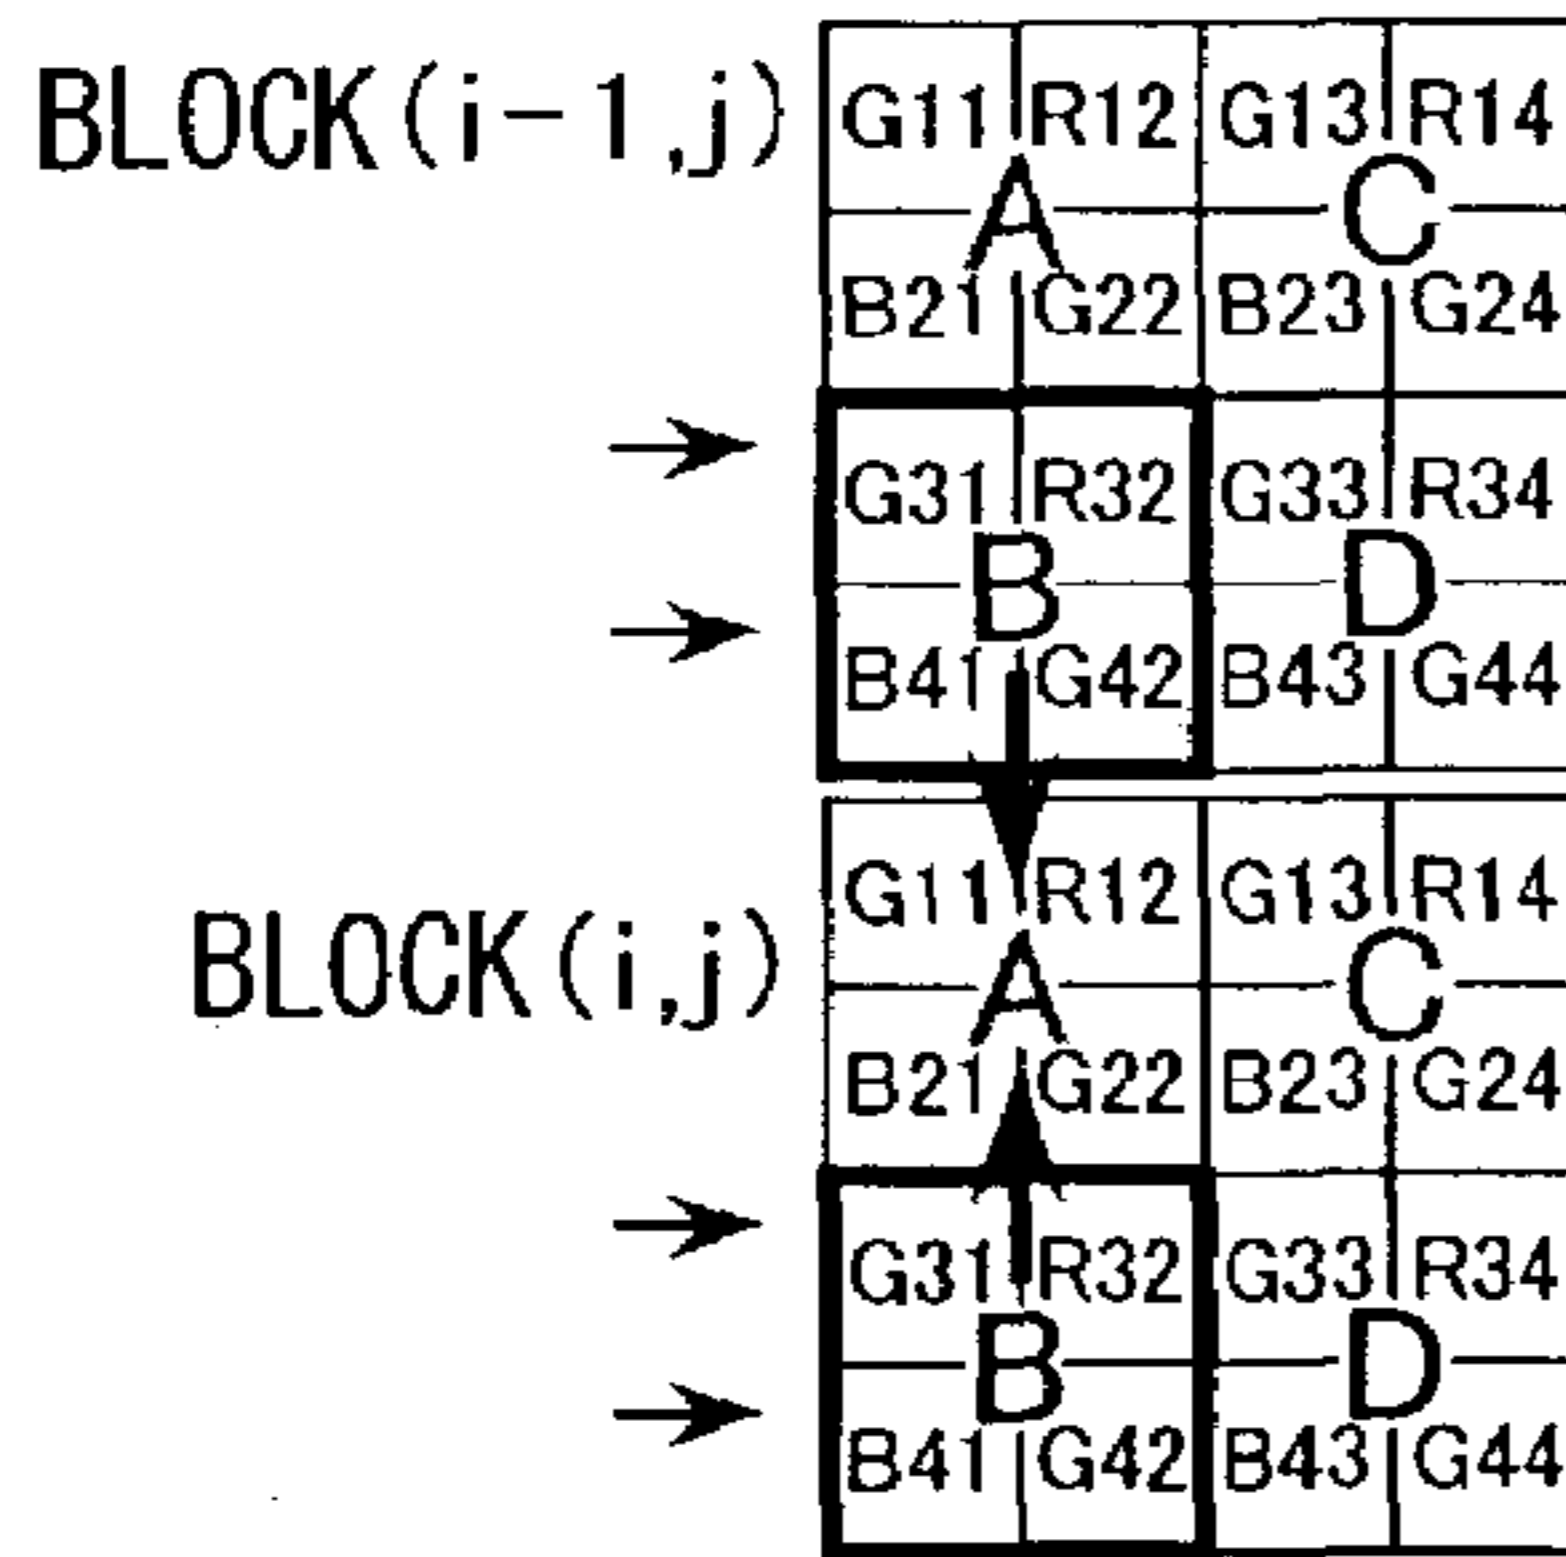 BLOCK(i-1,j) G11 R12 G13 R14
A C
B21 G22 B23 G24
G31 R32 G33 R34
B D
B41 G42 B43 G44
G11 R12 G13 R14
BLOCK(i,j) A C
B21 G22 B23 G24
G31 R32 G33 R34
B D
B41 G42 B43 G44